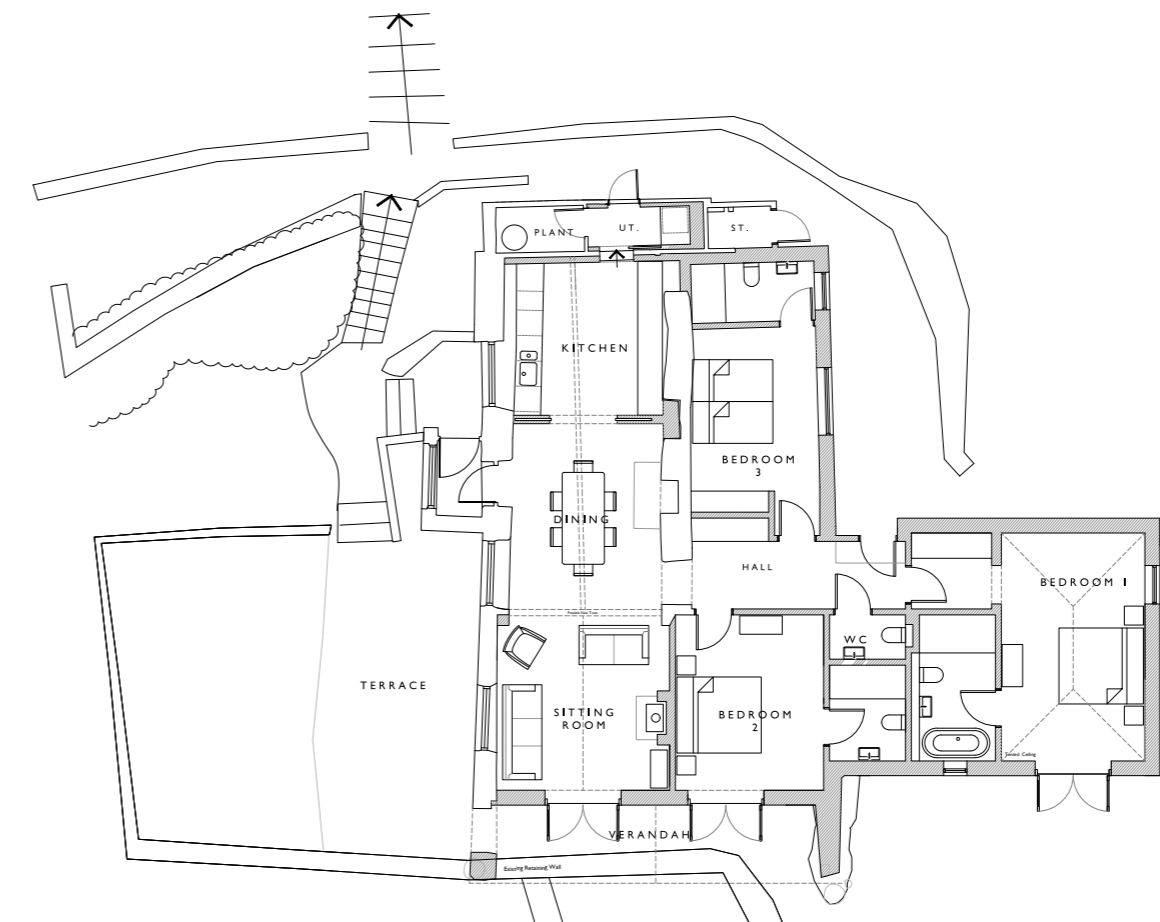 PLANT
UT.
ST.
KITCHEN
BEDROOM
3
DINING
HALL
BEDROOM 1
WC
TERRACE
SITTING
ROOM
BEDROOM
2
VERANDAH
Existing Retaining Wall